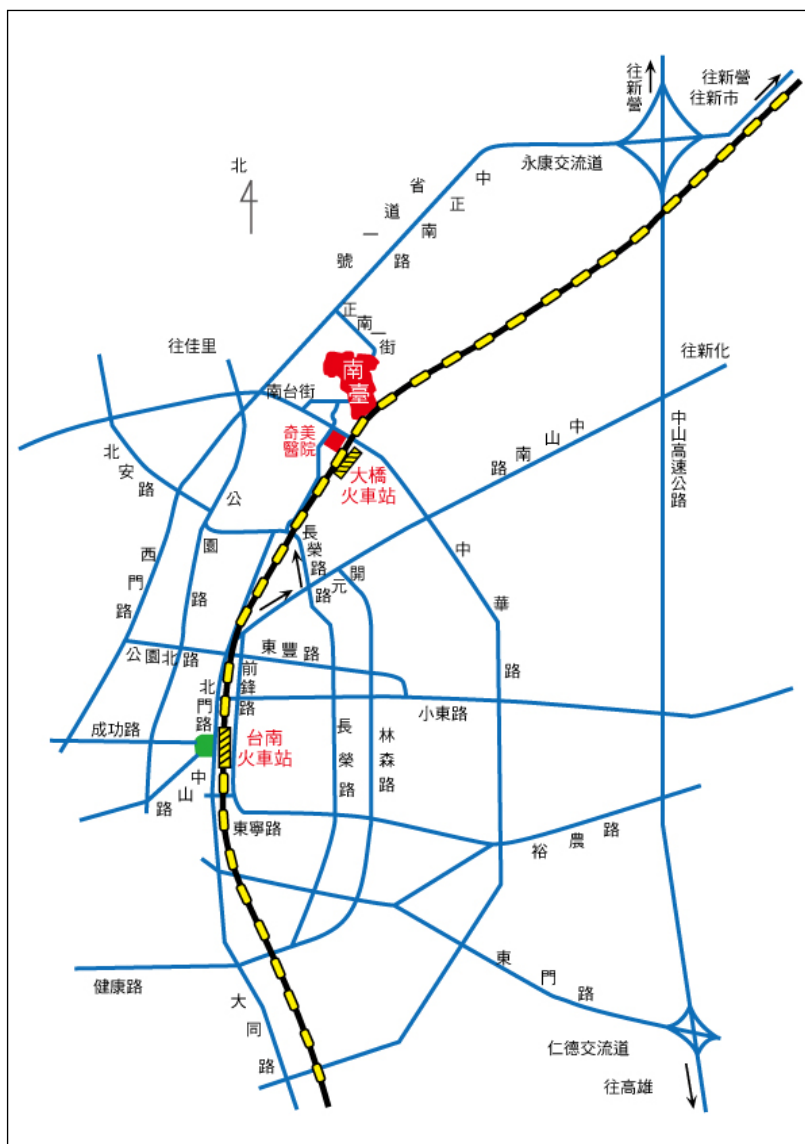 往新營
往新營
往新市
北
永康交流道
省道一號
中正南路
正南一街
往佳里
南台街
南臺
往新化
奇美
醫院
大橋
火車站
中山南路
中山高速公路
北安路
公園路
西門路
長榮路
開元路
中華路
公園北路
東豐路
前鋒路
北門路
小東路
成功路
台南
火車站
長榮路
林森路
中山路
東寧路
裕農路
東門路
健康路
大同路
仁德交流道
往高雄